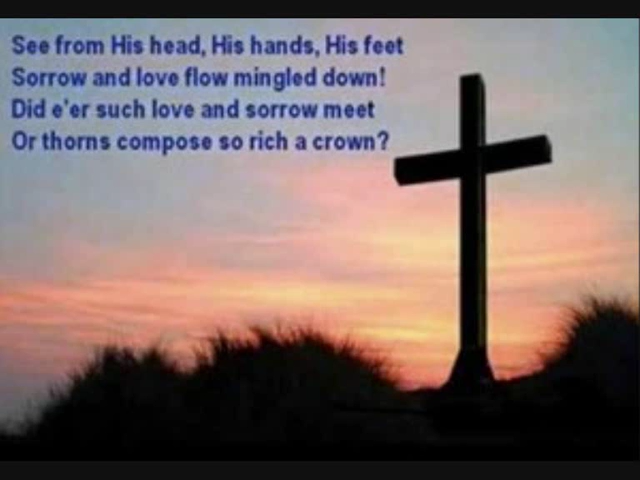 See from His head, His hands, His feet
Sorrow and love flow mingled down!
Did e'er such love and sorrow meet
Or thorns compose so rich a crown?